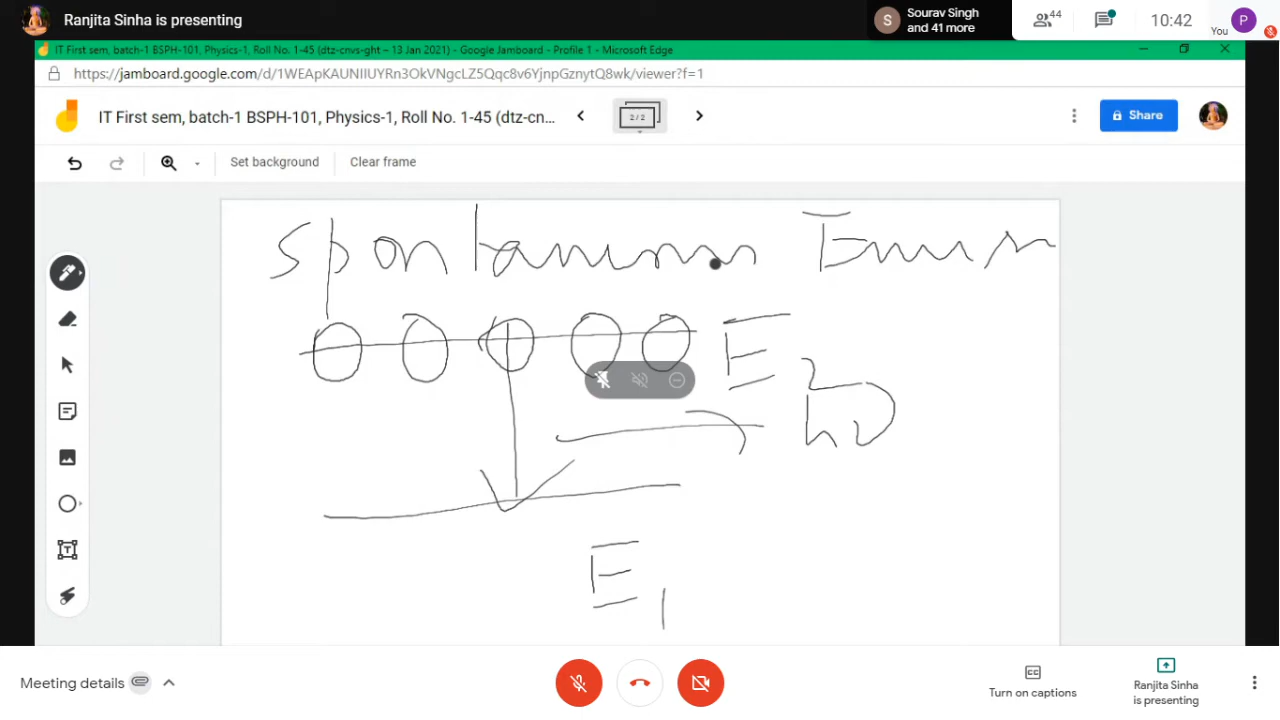 Ranjita Sinha is presenting
S
Sourav Singh
and 41 more
44
10:42
P
You
IT First sem, batch-1 BSPH-101, Physics-1, Roll No. 1-45 (dtz-cnvs-ght – 13 Jan 2021) - Google Jamboard - Profile 1 - Microsoft Edge
https://jamboard.google.com/d/1WEApKAUNIIUYRn3OkVNgcLZ5Qqc8v6YjnpGznytQ8wk/viewer?f=1
IT First sem, batch-1 BSPH-101, Physics-1, Roll No. 1-45 (dtz-cn...
2/2
Share
Set background
Clear frame
E2
hν
E1
Meeting details
CC
Turn on captions
Ranjita Sinha
is presenting